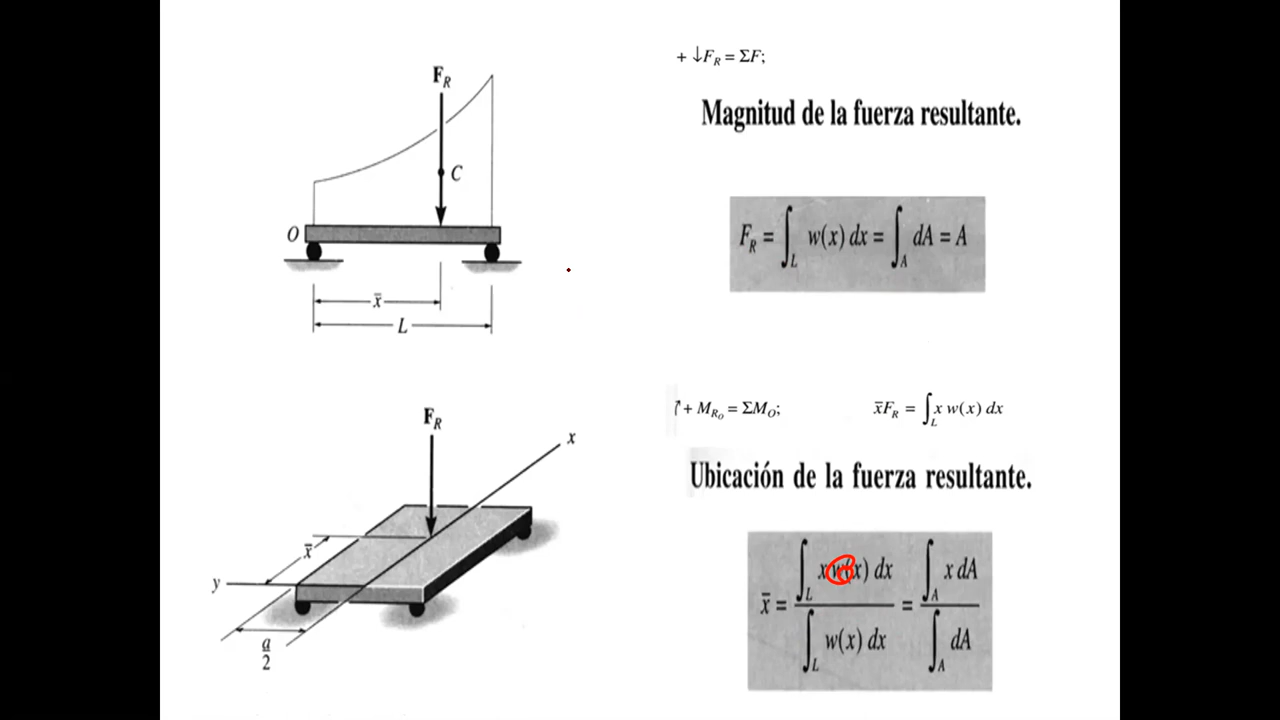 + ↓F_R = ΣF;
Magnitud de la fuerza resultante.
F_R = ∫_L w(x) dx = ∫_A dA = A
F_R
C
O
x̄
L
↱ + M_{R_O} = ΣM_O;
x̄F_R = ∫_L x w(x) dx
Ubicación de la fuerza resultante.
x̄ = ∫_L x w(x) dx / ∫_L w(x) dx = ∫_A x dA / ∫_A dA
F_R
x
x̄
y
a/2